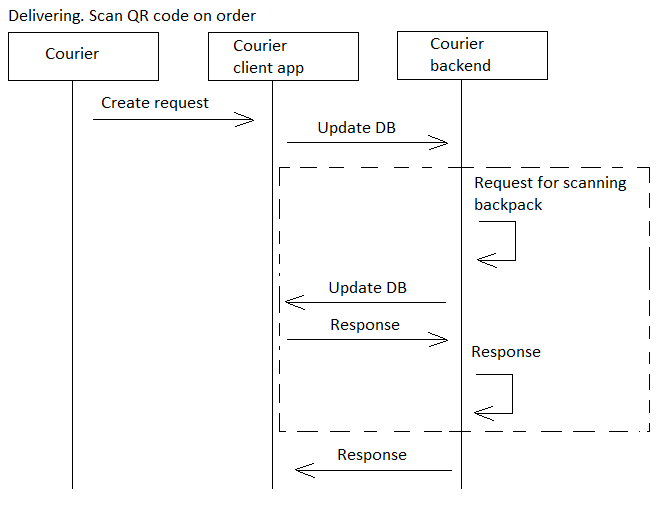 Delivering. Scan QR code on order
Courier
Courier
client app
Courier
backend
Create request
Update DB
Request for scanning
backpack
Update DB
Response
Response
Response